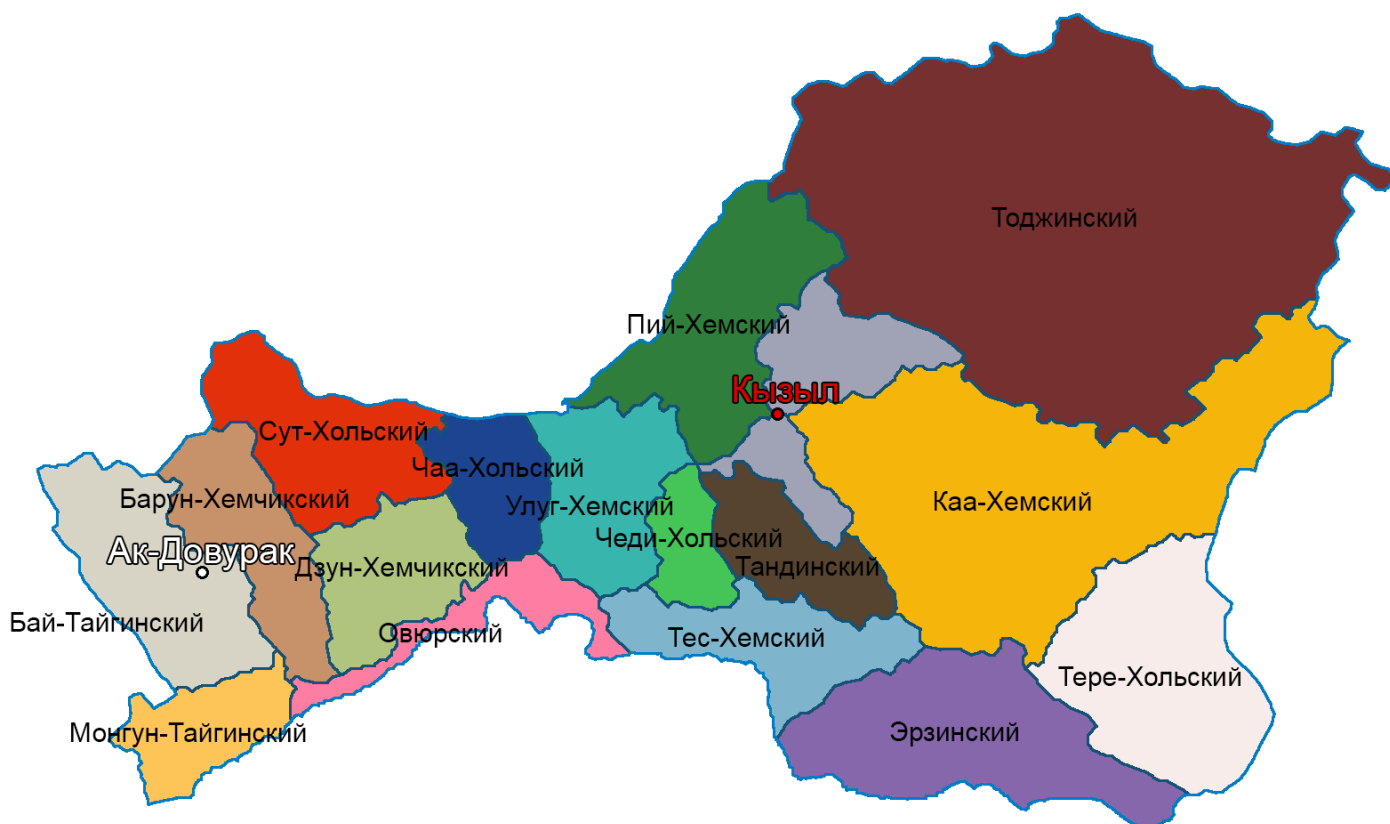 Тоджинский
Пий-Хемский
Кызыл
Сут-Хольский
Чаа-Хольский
Барун-Хемчикский
Улуг-Хемский
Каа-Хемский
Чеди-Хольский
Ак-Довурак
Дзун-Хемчикский
Тандинский
Бай-Тайгинский
Овюрский
Тес-Хемский
Тере-Хольский
Монгун-Тайгинский
Эрзинский